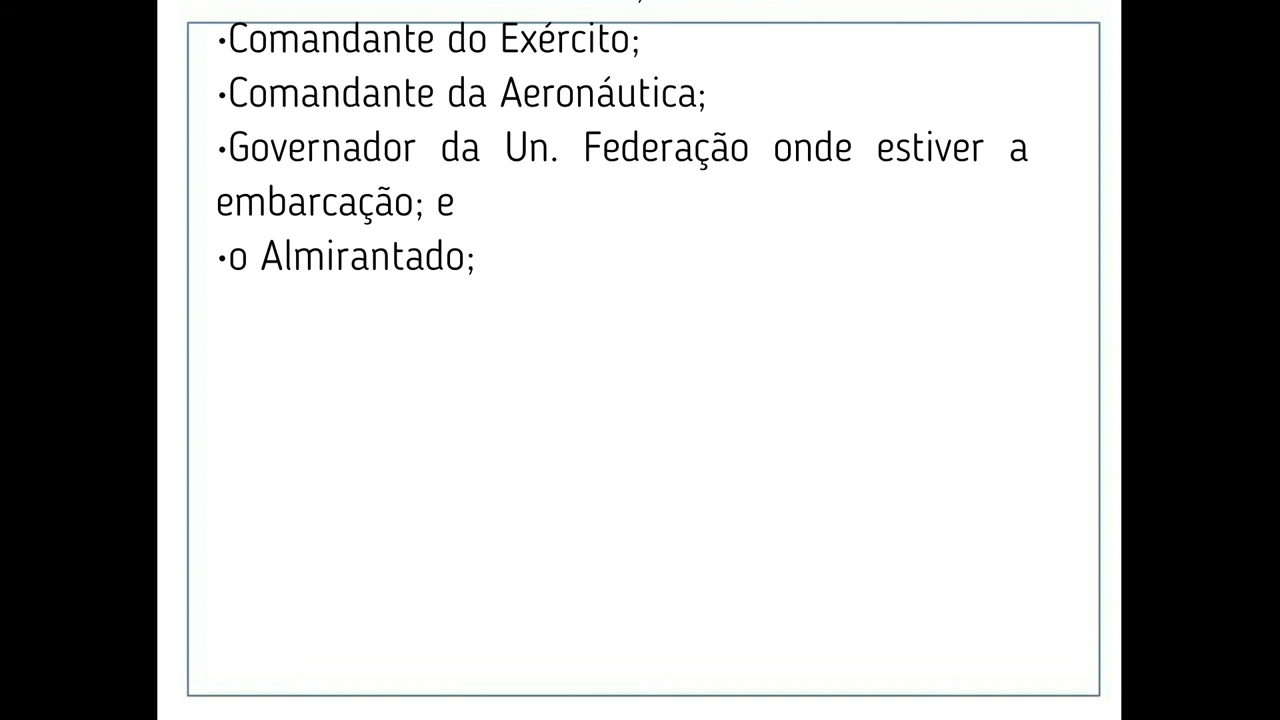 •Comandante do Exército;
•Comandante da Aeronáutica;
•Governador da Un. Federação onde estiver a
embarcação; e
•o Almirantado;